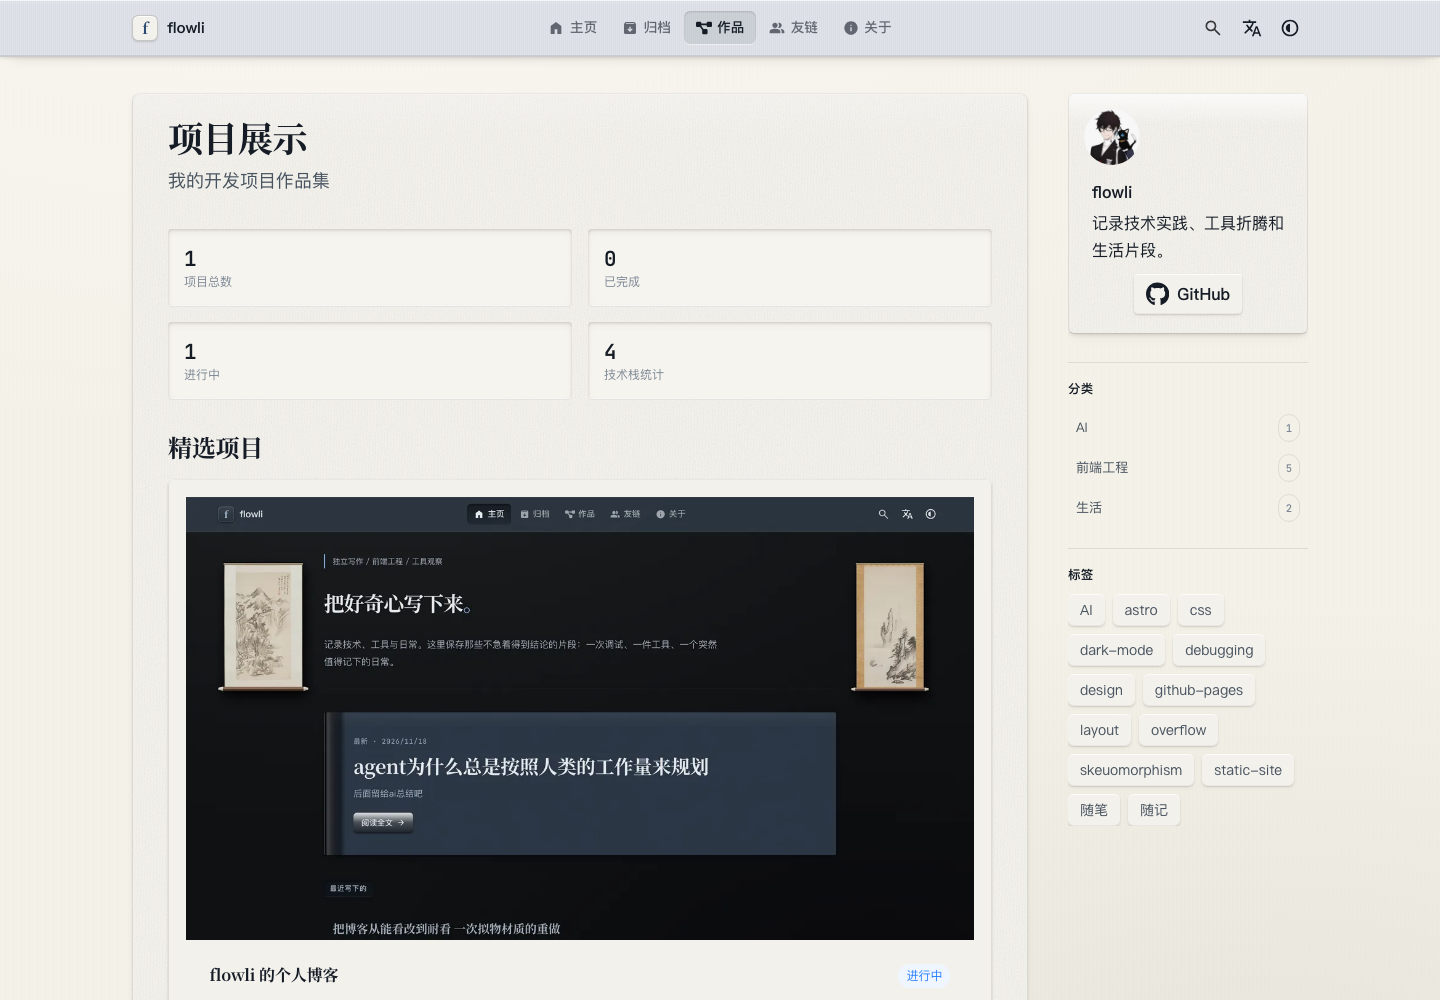 f flowli
主页 归档 作品 友链 关于
项目展示
我的开发项目作品集
1
项目总数
0
已完成
1
进行中
4
技术栈统计
精选项目
f flowli 主页 归档 作品 友链 关于
独立写作 / 前端工程 / 工具观察
把好奇心写下来。
记录技术、工具与日常。这里保存那些不急着得到结论的片段：一次调试、一件工具、一个突然
值得记下的日常。
最新 · 2026/11/18
agent为什么总是按照人类的工作量来规划
后面留给ai总结吧
阅读全文 →
最近写下的
把博客从能看改到耐看 一次拟物材质的重做
flowli 的个人博客
进行中
flowli
记录技术实践、工具折腾和
生活片段。
GitHub
分类
AI 1
前端工程 5
生活 2
标签
AI astro css
dark-mode debugging
design github-pages
layout overflow
skeuomorphism static-site
随笔 随记